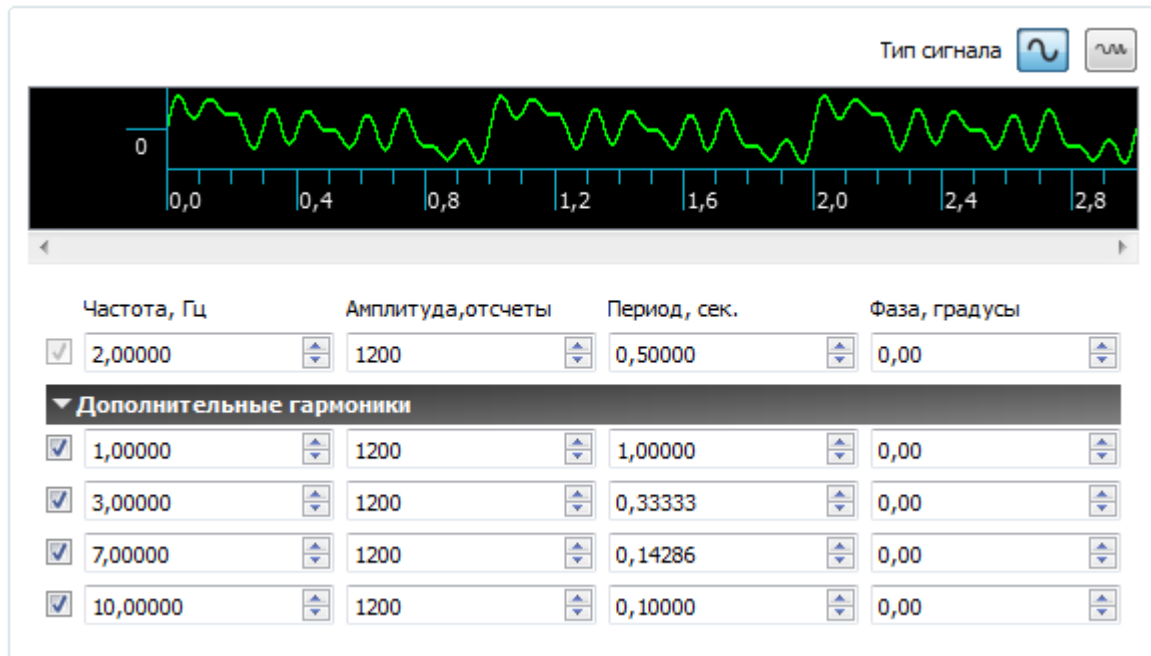 Тип сигнала
0
0,0 0,4 0,8 1,2 1,6 2,0 2,4 2,8
Частота, Гц Амплитуда,отсчеты Период, сек. Фаза, градусы
2,00000 1200 0,50000 0,00
Дополнительные гармоники
1,00000 1200 1,00000 0,00
3,00000 1200 0,33333 0,00
7,00000 1200 0,14286 0,00
10,00000 1200 0,10000 0,00